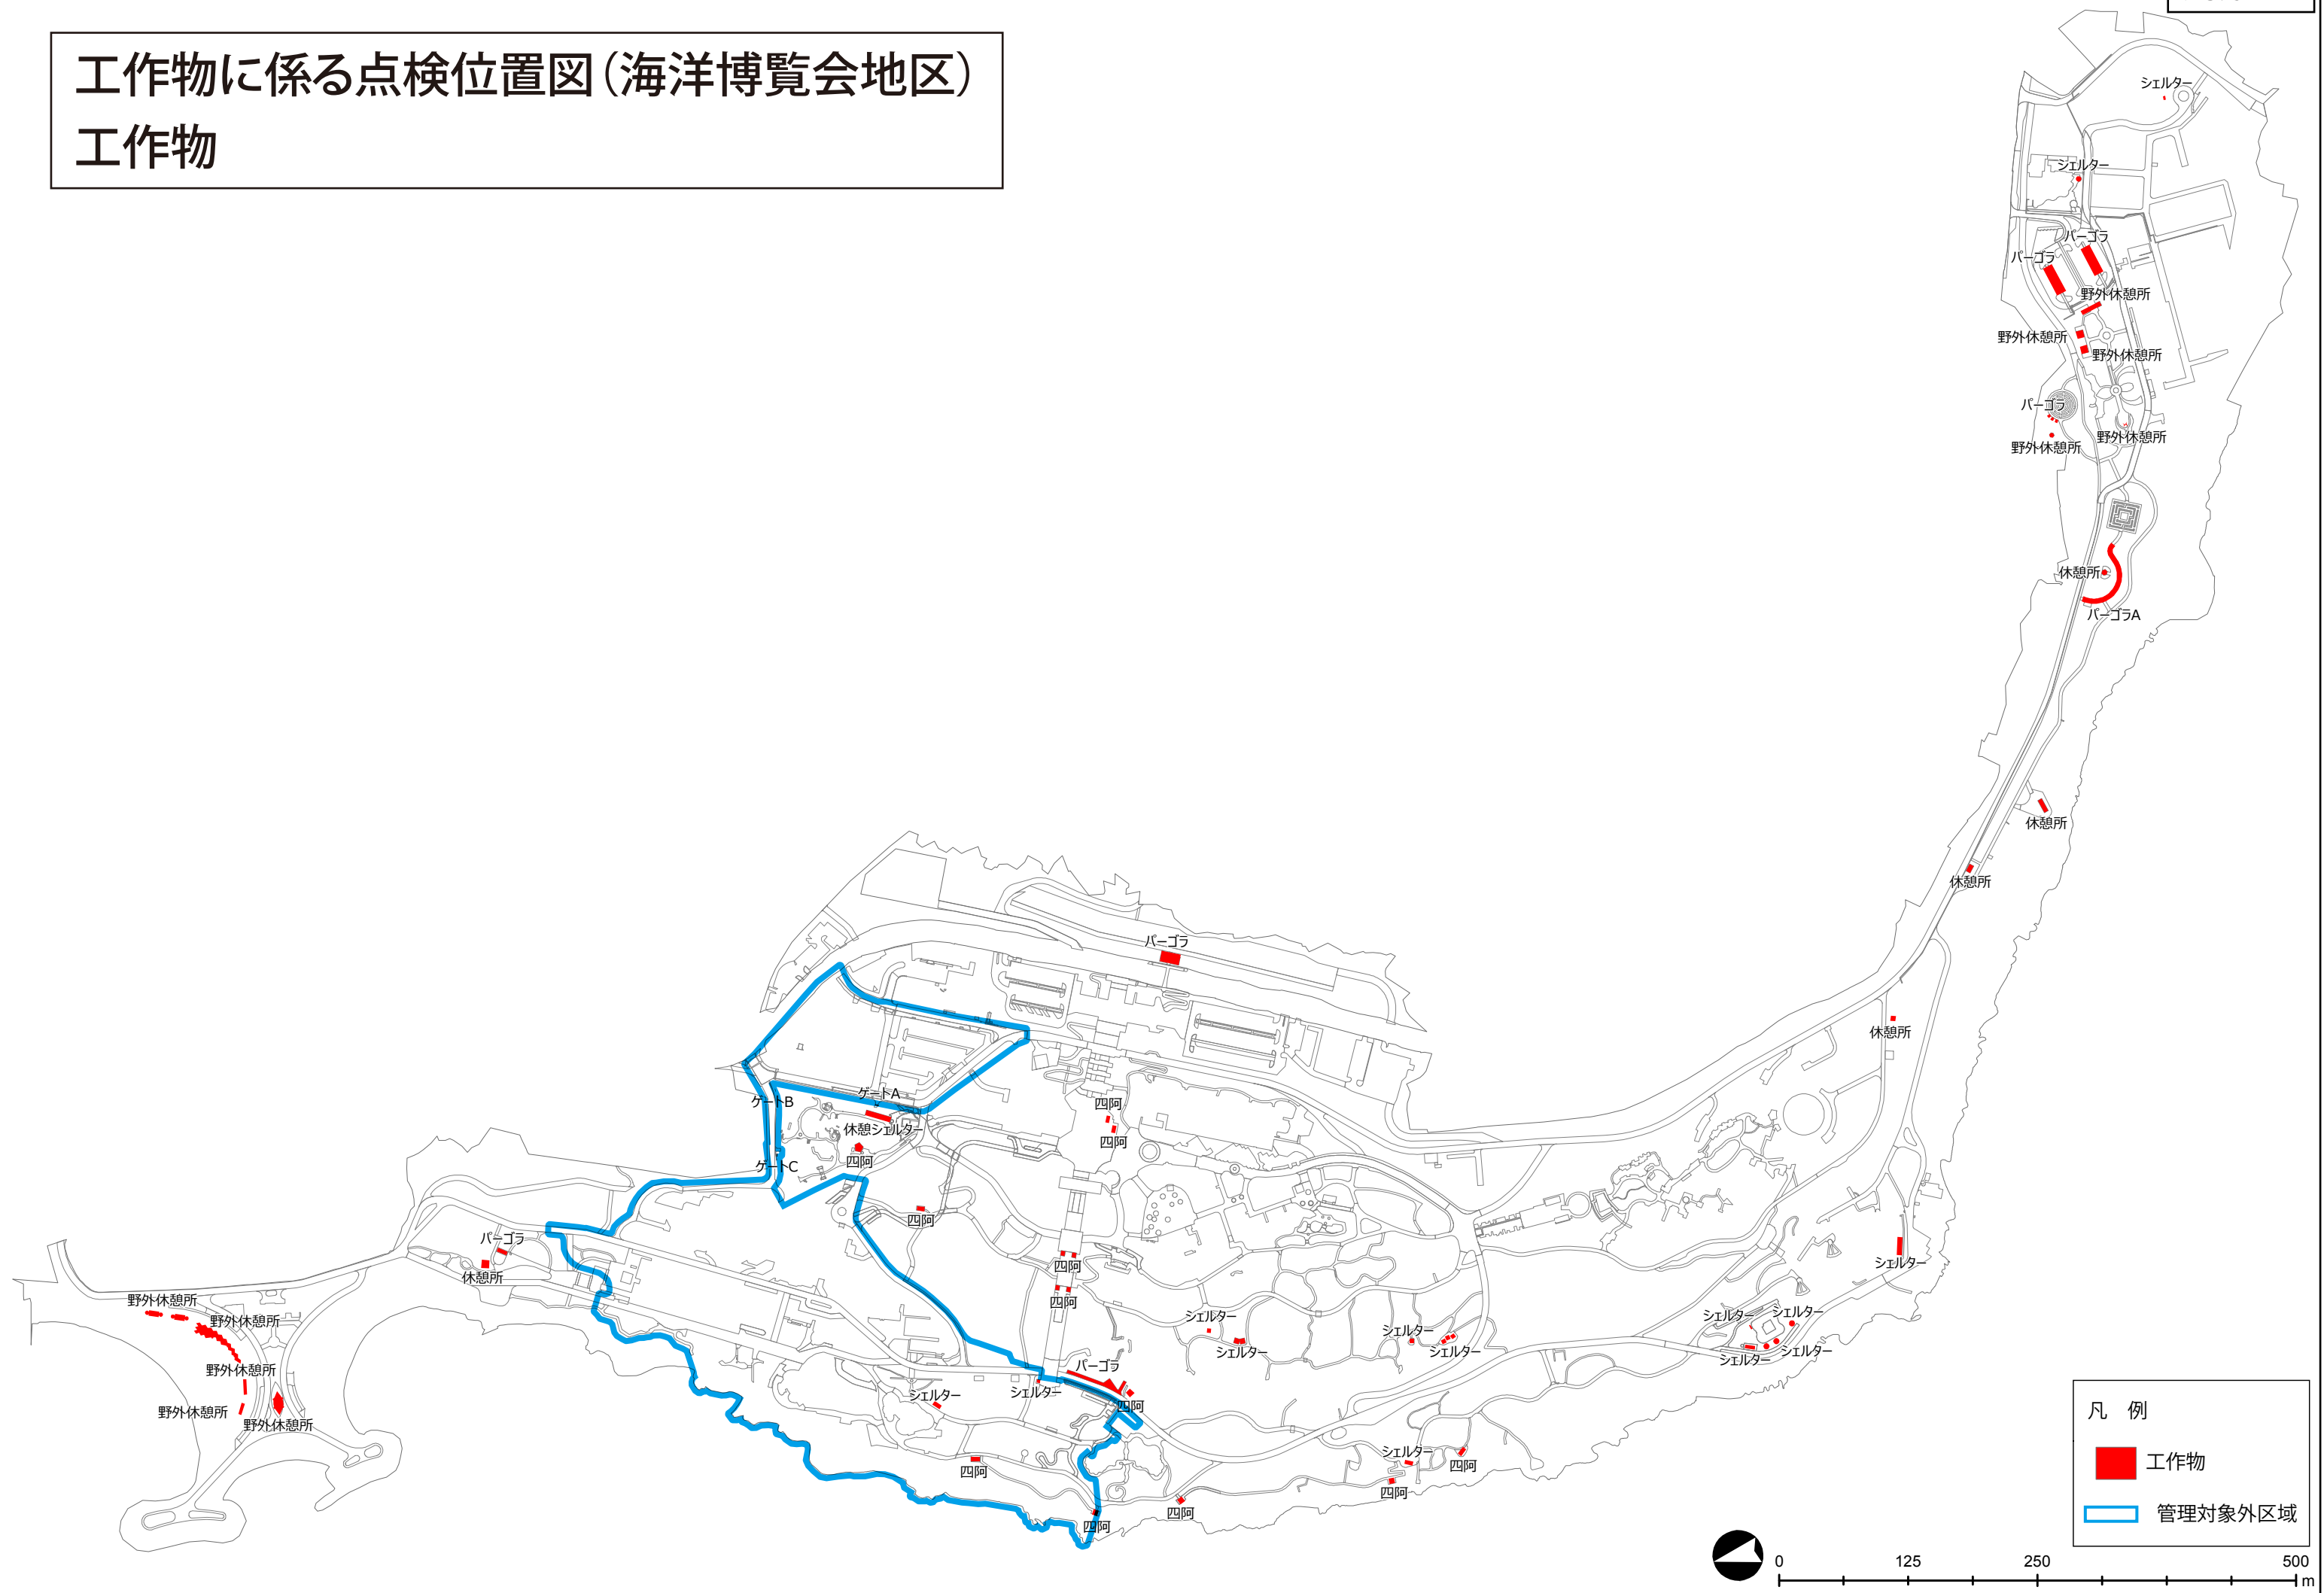 工作物に係る点検位置図（海洋博覧会地区）
工作物
シェルター
シェルター
パーゴラ
パーゴラ
野外休憩所
野外休憩所
野外休憩所
パーゴラ
野外休憩所
野外休憩所
休憩所
パーゴラA
休憩所
休憩所
パーゴラ
休憩所
ゲートA
ゲートB
四阿
休憩シェルター
四阿
四阿
ゲートC
四阿
パーゴラ
四阿
シェルター
休憩所
野外休憩所
四阿
シェルター
シェルター
シェルター
野外休憩所
シェルター
シェルター
シェルター
シェルター
シェルター
野外休憩所
パーゴラ
シェルター
シェルター
四阿
野外休憩所
野外休憩所
シェルター
四阿
四阿
四阿
四阿
四阿
凡　例
工作物
管理対象外区域
0 125 250 500
m